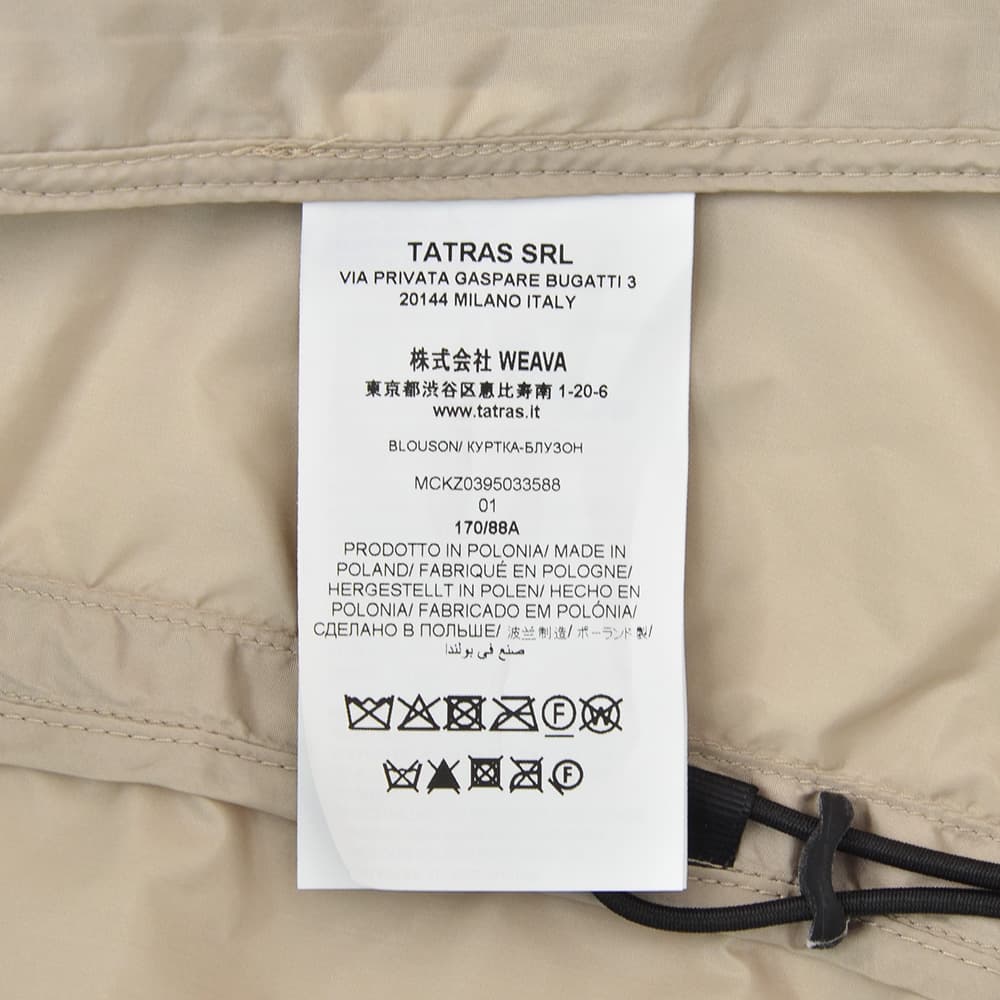 TATRAS SRL
VIA PRIVATA GASPARE BUGATTI 3
20144 MILANO ITALY
株式会社 WEAVA
東京都渋谷区恵比寿南 1-20-6
www.tatras.it
BLOUSON/ КУРТКА-БЛУЗОН
MCKZ0395033588
01
170/88A
PRODOTTO IN POLONIA/ MADE IN
POLAND/ FABRIQUÉ EN POLOGNE/
HERGESTELLT IN POLEN/ HECHO EN
POLONIA/ FABRICADO EM POLÓNIA/
СДЕЛАНО В ПОЛЬШЕ/ 波兰制造/ ポーランド製/
صنع في بولندا
F W
F